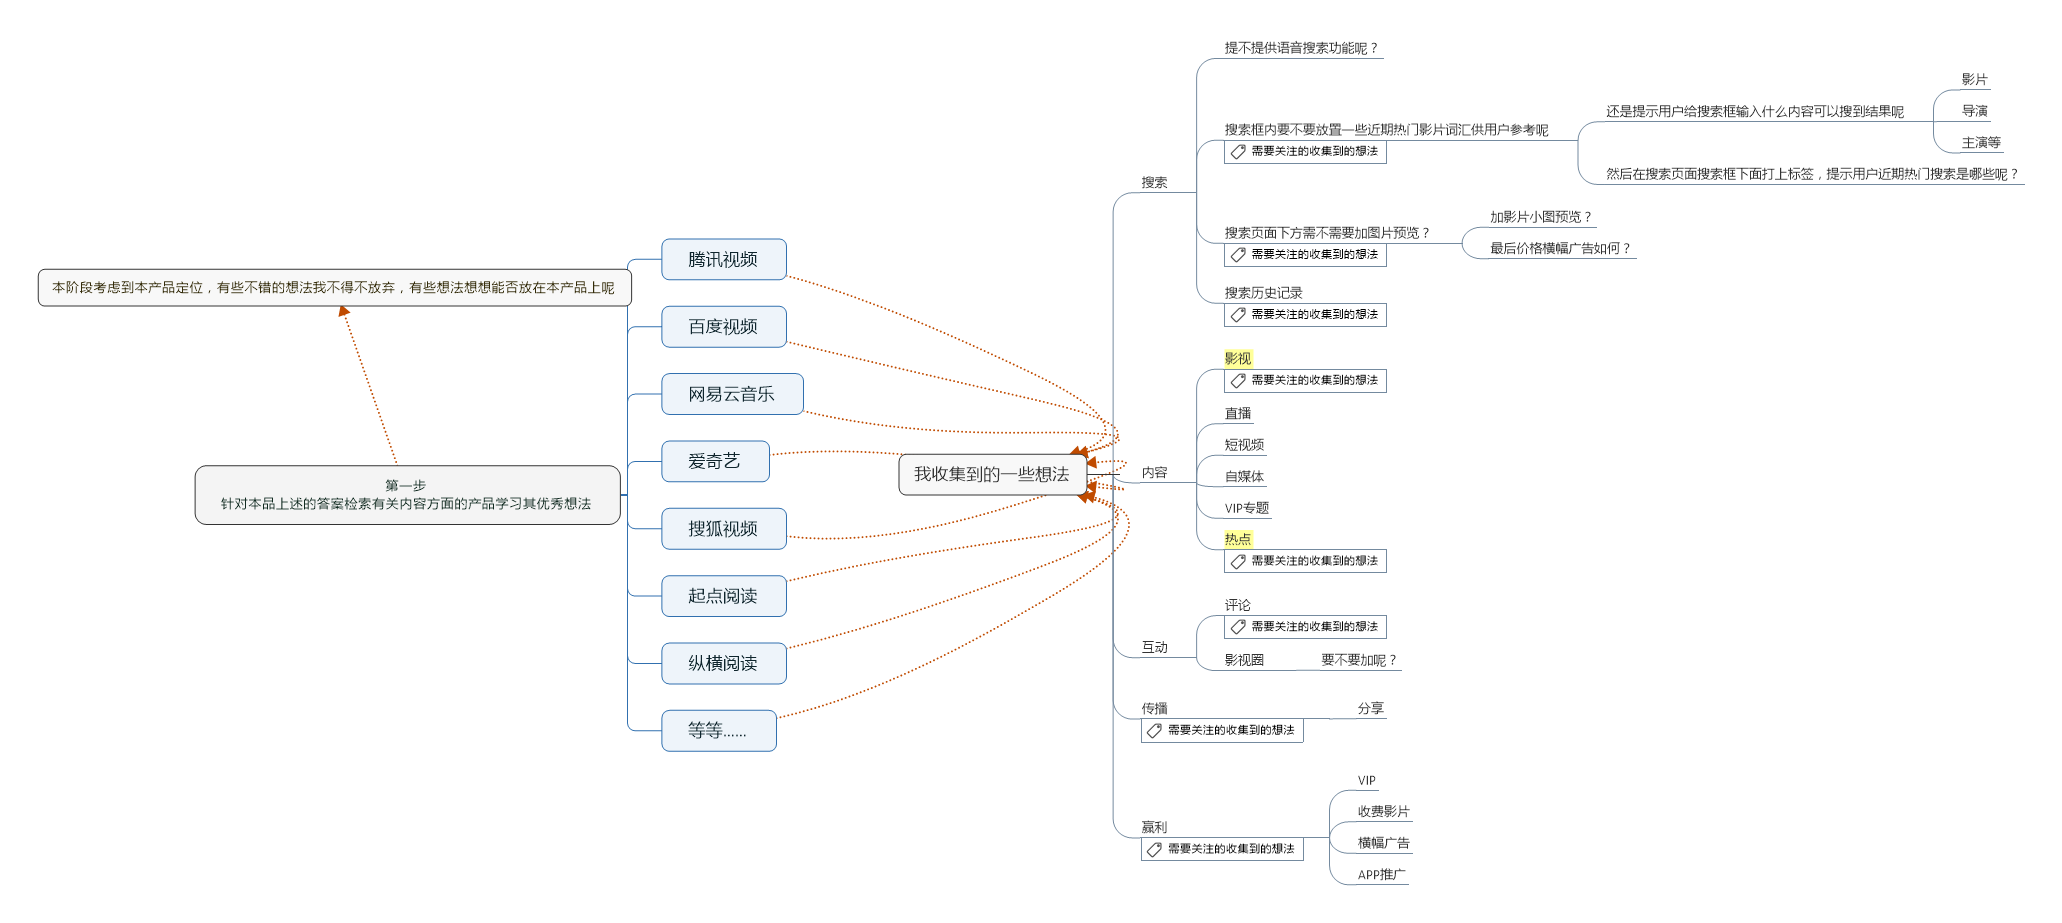 本阶段考虑到本产品定位，有些不错的想法我不得不放弃，有些想法想想能否放在本产品上呢
第一步
针对本品上述的答案检索有关内容方面的产品学习其优秀想法
腾讯视频
百度视频
网易云音乐
爱奇艺
搜狐视频
起点阅读
纵横阅读
等等......
我收集到的一些想法
搜索
提不提供语音搜索功能呢？
搜索框内要不要放置一些近期热门影片词汇供用户参考呢
需要关注的收集到的想法
还是提示用户给搜索框输入什么内容可以搜到结果呢
影片
导演
主演等
然后在搜索页面搜索框下面打上标签，提示用户近期热门搜索是哪些呢？
搜索页面下方需不需要加图片预览？
需要关注的收集到的想法
加影片小图预览？
最后价格横幅广告如何？
搜索历史记录
需要关注的收集到的想法
内容
影视
需要关注的收集到的想法
直播
短视频
自媒体
VIP专题
热点
需要关注的收集到的想法
互动
评论
需要关注的收集到的想法
影视圈
要不要加呢？
传播
需要关注的收集到的想法
分享
赢利
需要关注的收集到的想法
VIP
收费影片
横幅广告
APP推广